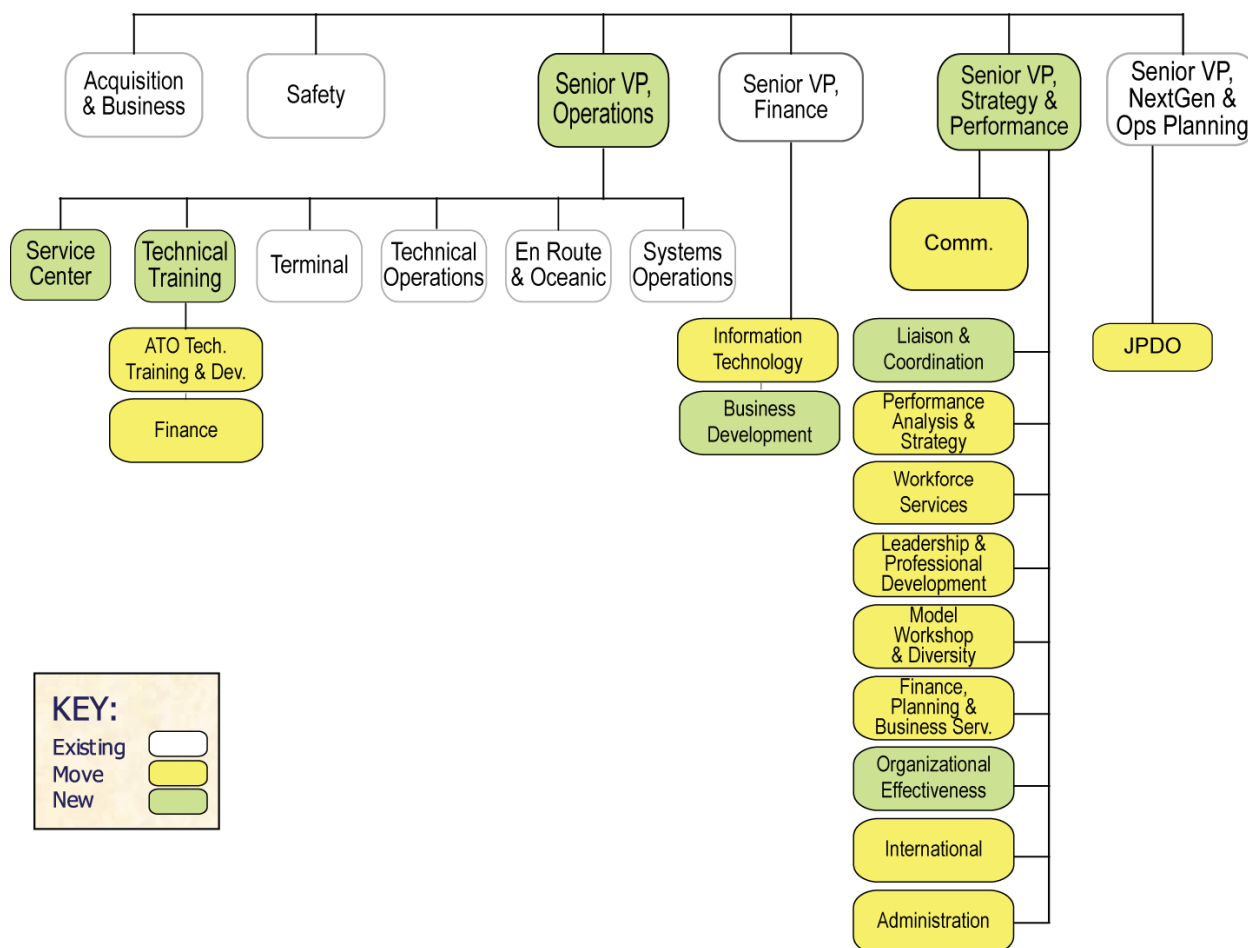 Acquisition
& Business
Safety
Senior VP,
Operations
Senior VP,
Finance
Senior VP,
Strategy &
Performance
Senior VP,
NextGen &
Ops Planning
Service
Center
Technical
Training
Terminal
Technical
Operations
En Route
& Oceanic
Systems
Operations
Comm.
ATO Tech.
Training & Dev.
Finance
Information
Technology
Business
Development
Liaison &
Coordination
Performance
Analysis &
Strategy
Workforce
Services
Leadership &
Professional
Development
Model
Workshop
& Diversity
Finance,
Planning &
Business Serv.
Organizational
Effectiveness
International
Administration
JPDO
KEY:
Existing
Move
New